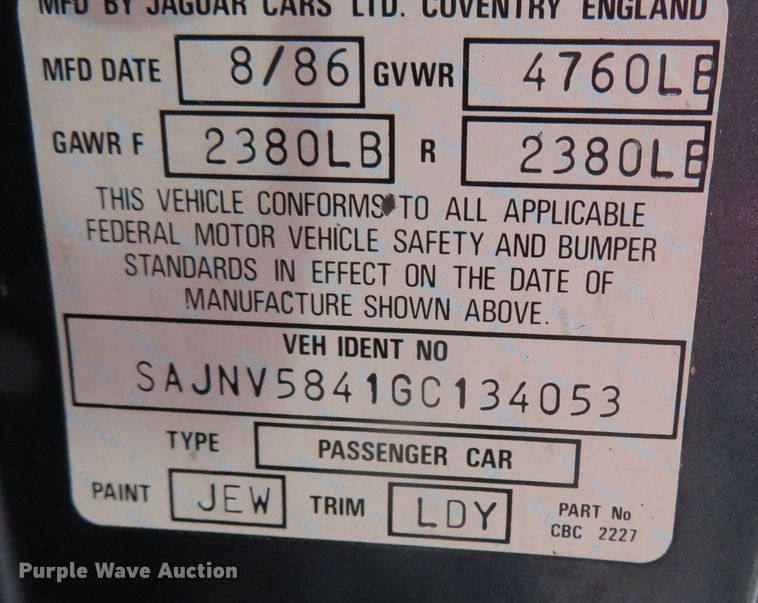 MFD BY JAGUAR CARS LTD. COVENTRY ENGLAND
MFD DATE 8/86 GVWR 4760LB
GAWR F 2380LB R 2380LB
THIS VEHICLE CONFORMS TO ALL APPLICABLE
FEDERAL MOTOR VEHICLE SAFETY AND BUMPER
STANDARDS IN EFFECT ON THE DATE OF
MANUFACTURE SHOWN ABOVE.
VEH IDENT NO
SAJNV5841GC134053
TYPE PASSENGER CAR
PAINT JEW TRIM LDY PART No
CBC 2227
Purple Wave Auction